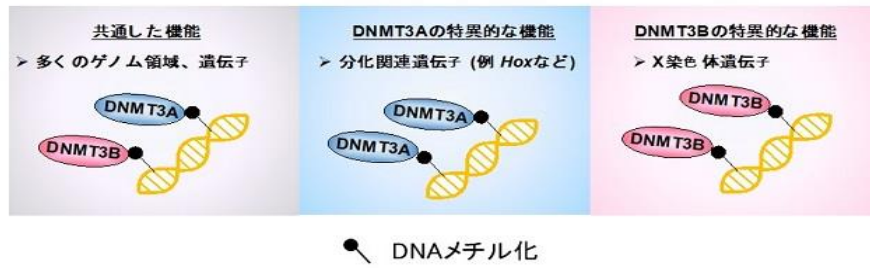 共通した機能
➤ 多くのゲノム領域、遺伝子
DNMT3A
DNMT3B
DNMT3Aの特異的な機能
➤ 分化関連遺伝子 (例 Hoxなど)
DNMT3A
DNMT3A
DNMT3Bの特異的な機能
➤ X染色 体遺伝子
DNMT3B
DNMT3B
DNAメチル化